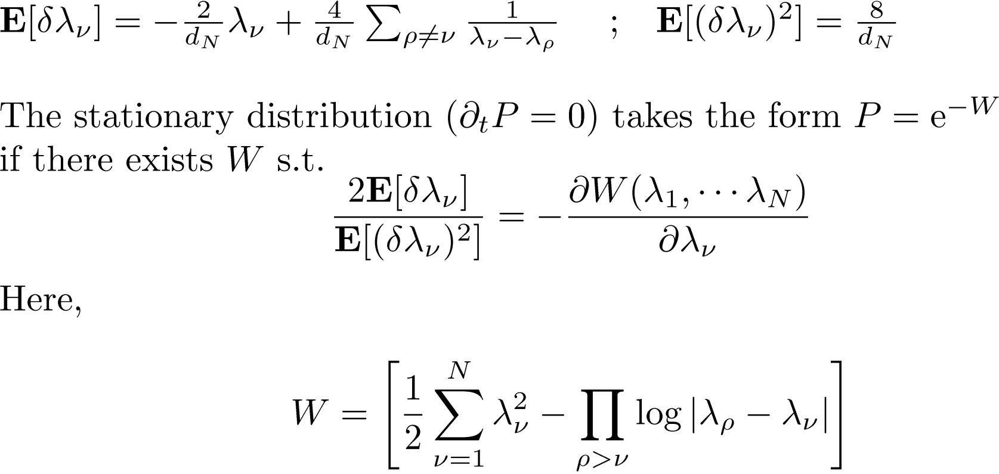 $\mathbf{E}[\delta\lambda_\nu] = -\frac{2}{d_N}\lambda_\nu + \frac{4}{d_N}\sum_{\rho\neq\nu}\frac{1}{\lambda_\nu-\lambda_\rho} \quad ; \quad \mathbf{E}[(\delta\lambda_\nu)^2] = \frac{8}{d_N}$
The stationary distribution $(\partial_t P = 0)$ takes the form $P = \mathrm{e}^{-W}$
if there exists $W$ s.t.
$\frac{2\mathbf{E}[\delta\lambda_\nu]}{\mathbf{E}[(\delta\lambda_\nu)^2]} = -\frac{\partial W(\lambda_1, \cdots \lambda_N)}{\partial\lambda_\nu}$
Here,
$W = \left[\frac{1}{2}\sum_{\nu=1}^{N}\lambda_\nu^2 - \prod_{\rho>\nu}\log|\lambda_\rho - \lambda_\nu|\right]$